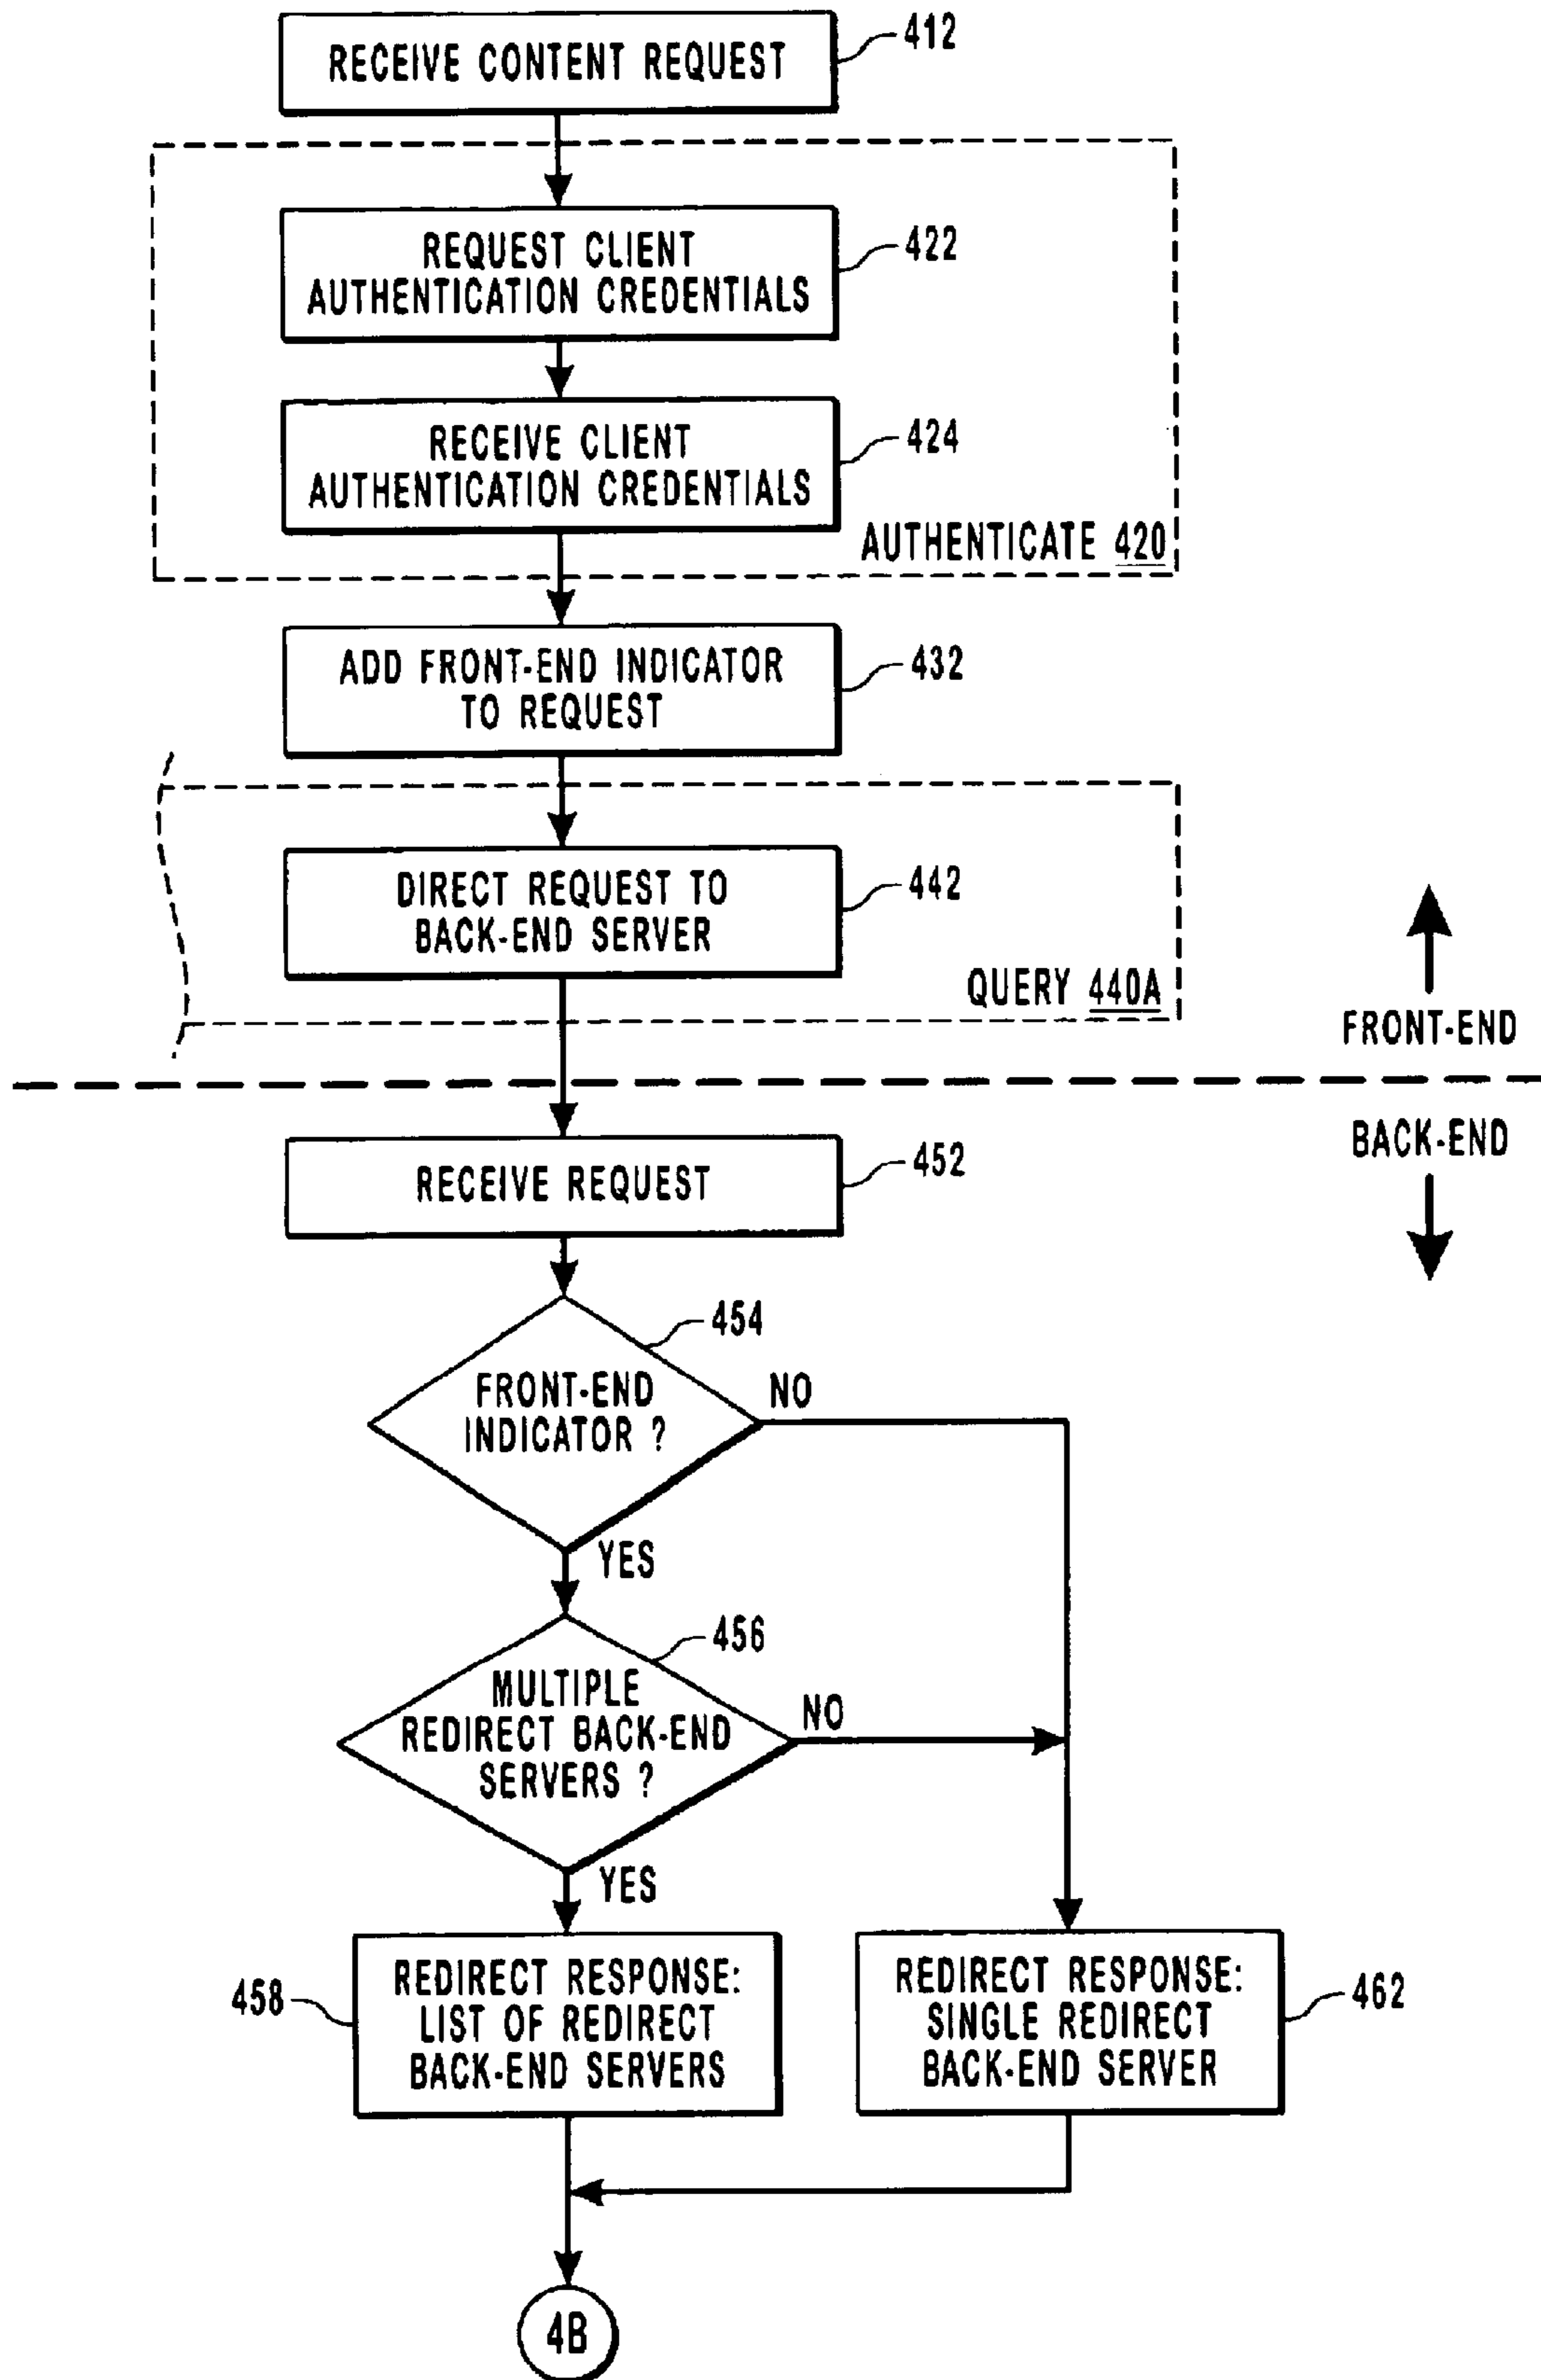 RECEIVE CONTENT REQUEST
412
REQUEST CLIENT
AUTHENTICATION CREDENTIALS
422
RECEIVE CLIENT
AUTHENTICATION CREDENTIALS
424
AUTHENTICATE 420
ADD FRONT-END INDICATOR
TO REQUEST
432
DIRECT REQUEST TO
BACK-END SERVER
442
QUERY 440A
FRONT-END
BACK-END
RECEIVE REQUEST
452
454
FRONT-END
INDICATOR ?
NO
YES
456
MULTIPLE
REDIRECT BACK-END
SERVERS ?
NO
YES
458
REDIRECT RESPONSE:
LIST OF REDIRECT
BACK-END SERVERS
REDIRECT RESPONSE:
SINGLE REDIRECT
BACK-END SERVER
462
4B